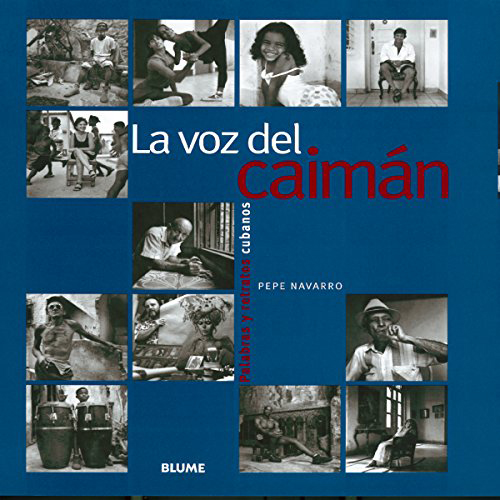 La voz del
caimán
Palabras y retratos cubanos
PEPE NAVARRO
BLUME